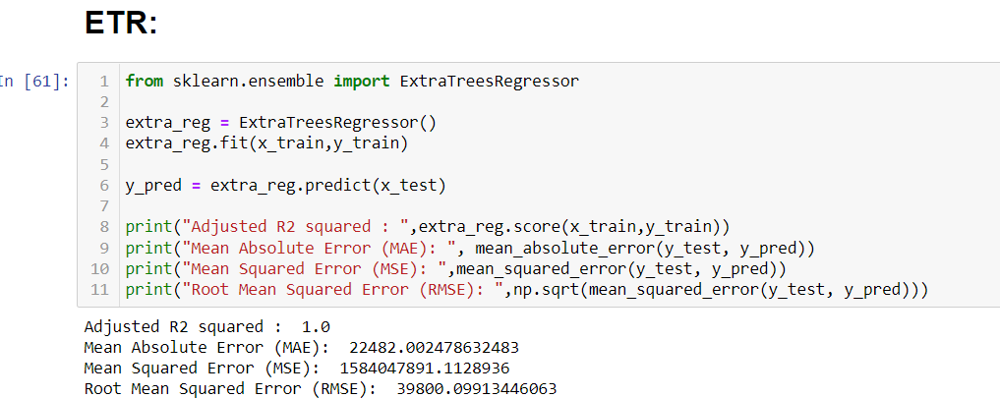 ETR:
In [61]:
1 from sklearn.ensemble import ExtraTreesRegressor
2
3 extra_reg = ExtraTreesRegressor()
4 extra_reg.fit(x_train,y_train)
5
6 y_pred = extra_reg.predict(x_test)
7
8 print("Adjusted R2 squared : ",extra_reg.score(x_train,y_train))
9 print("Mean Absolute Error (MAE): ", mean_absolute_error(y_test, y_pred))
10 print("Mean Squared Error (MSE): ",mean_squared_error(y_test, y_pred))
11 print("Root Mean Squared Error (RMSE): ",np.sqrt(mean_squared_error(y_test, y_pred)))
Adjusted R2 squared :  1.0
Mean Absolute Error (MAE):  22482.002478632483
Mean Squared Error (MSE):  1584047891.1128936
Root Mean Squared Error (RMSE):  39800.09913446063